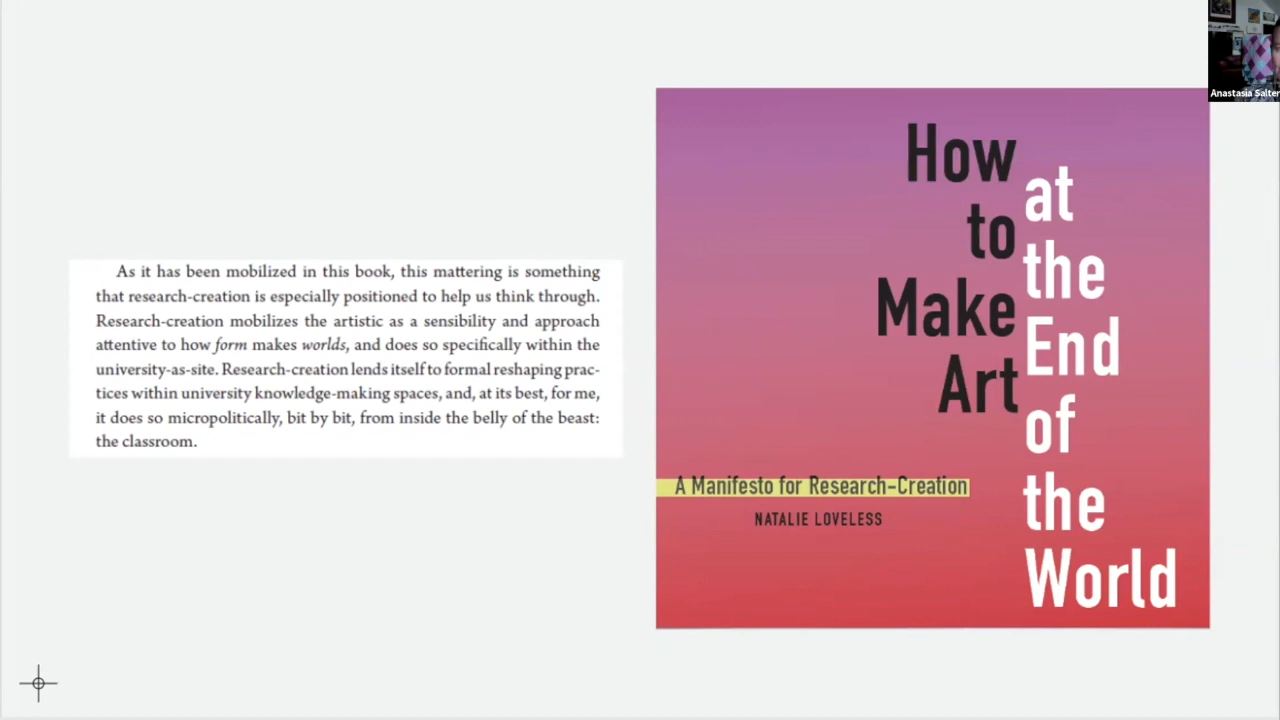 As it has been mobilized in this book, this mattering is something
that research-creation is especially positioned to help us think through.
Research-creation mobilizes the artistic as a sensibility and approach
attentive to how form makes worlds, and does so specifically within the
university-as-site. Research-creation lends itself to formal reshaping prac-
tices within university knowledge-making spaces, and, at its best, for me,
it does so micropolitically, bit by bit, from inside the belly of the beast:
the classroom.
How
to
Make
Art
at
the
End
of
the
World
A Manifesto for Research-Creation
NATALIE LOVELESS
Anastasia Salter